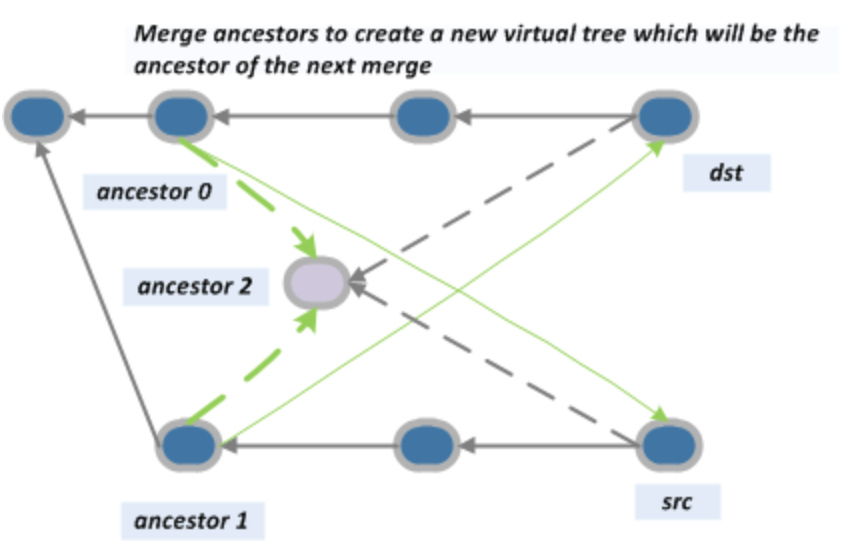 Merge ancestors to create a new virtual tree which will be the
ancestor of the next merge
ancestor 0
dst
ancestor 2
ancestor 1
src